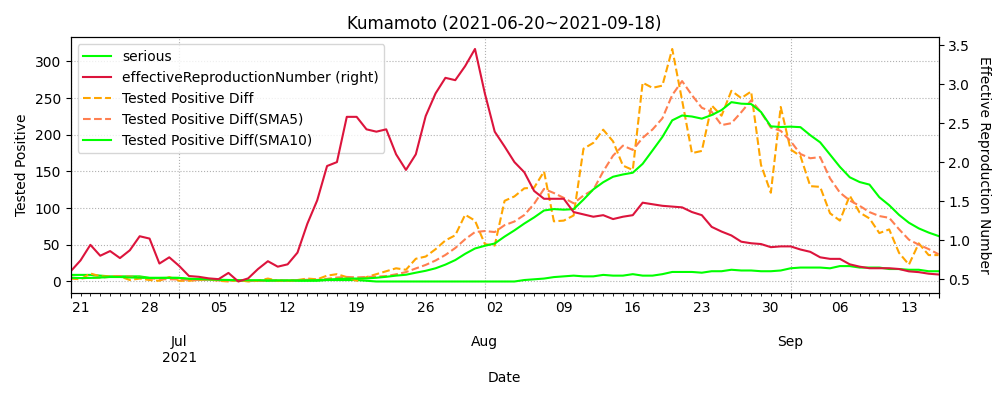 Kumamoto (2021-06-20~2021-09-18)
serious
effectiveReproductionNumber (right)
Tested Positive Diff
Tested Positive Diff(SMA5)
Tested Positive Diff(SMA10)
Tested Positive
300
250
200
150
100
50
0
3.5
3.0
2.5
2.0
1.5
1.0
0.5
Effective Reproduction Number
21 28 05 12 19 26 02 09 16 23 30 06 13
Jul Aug Sep
2021
Date